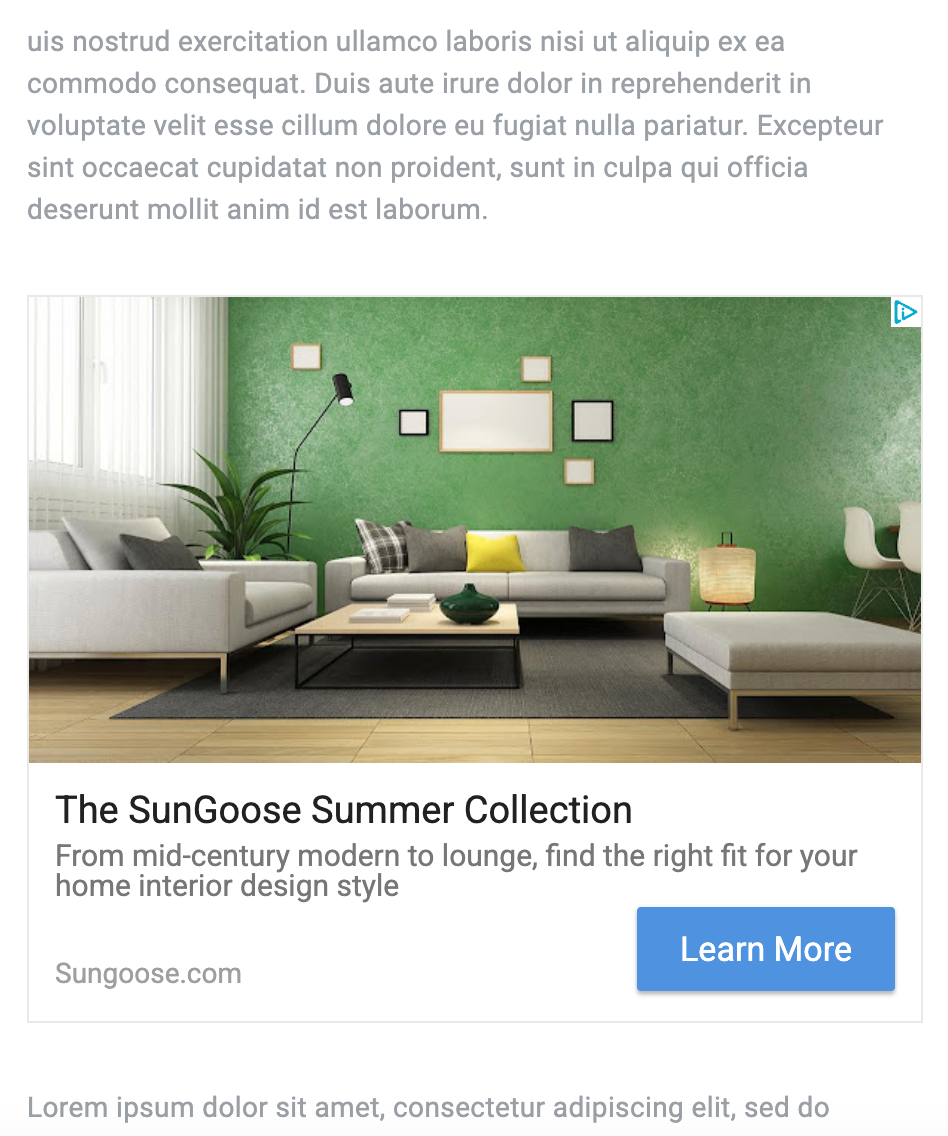 uis nostrud exercitation ullamco laboris nisi ut aliquip ex ea
commodo consequat. Duis aute irure dolor in reprehenderit in
voluptate velit esse cillum dolore eu fugiat nulla pariatur. Excepteur
sint occaecat cupidatat non proident, sunt in culpa qui officia
deserunt mollit anim id est laborum.
The SunGoose Summer Collection
From mid-century modern to lounge, find the right fit for your
home interior design style
Learn More
Sungoose.com
Lorem ipsum dolor sit amet, consectetur adipiscing elit, sed do